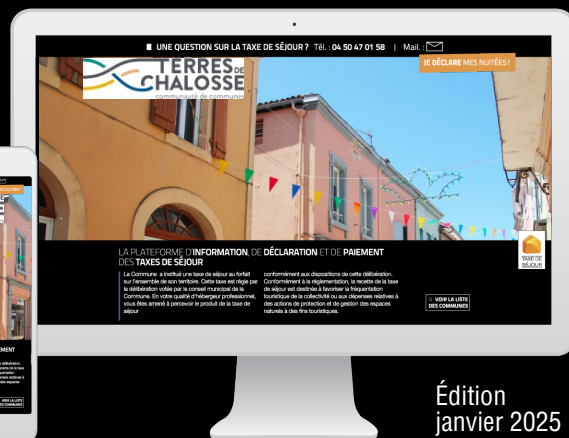 UNE QUESTION SUR LA TAXE DE SÉJOUR ? Tél. : 04 50 47 01 58 | Mail. :
TERRES DE
CHALOSSE
communauté de communes
JE DÉCLARE MES NUITÉES !
LA PLATEFORME D'INFORMATION, DE DÉCLARATION ET DE PAIEMENT
DES TAXES DE SÉJOUR
La Commune a institué une taxe de séjour au forfait
sur l'ensemble de son territoire. Cette taxe est régie par
la délibération votée par le conseil municipal de la
Commune. En votre qualité d'hébergeur professionnel,
vous êtes amené à percevoir le produit de la taxe de
séjour
conformément aux dispositions de cette délibération.
Conformément à la réglementation, la recette de la taxe
de séjour est destinée à favoriser la fréquentation
touristique de la collectivité ou aux dépenses relatives à
des actions de protection et de gestion des espaces
naturels à des fins touristiques.
TAXE DE
SÉJOUR
VOIR LA LISTE
DES COMMUNES
VOIR LA LISTE
DES COMMUNES
Édition
janvier 2025